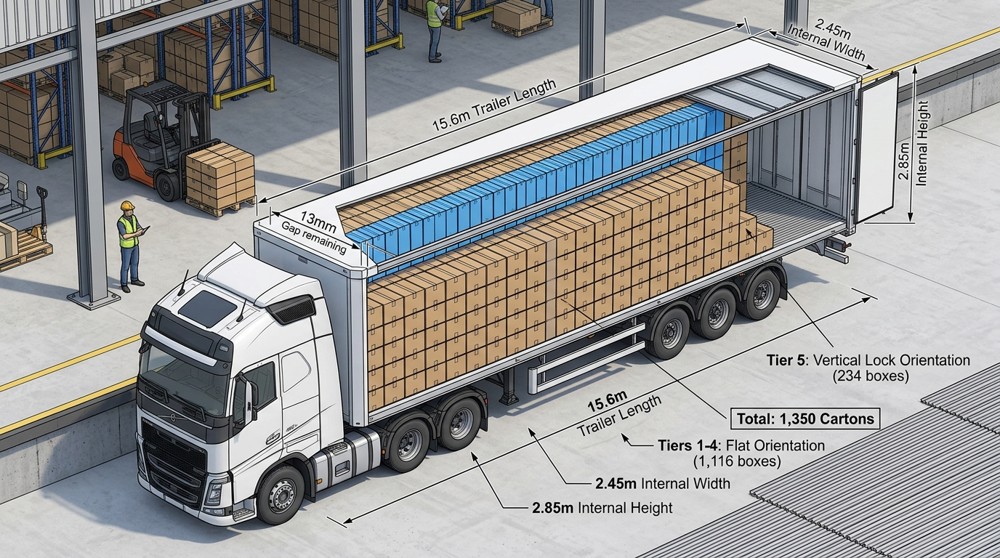 2.45m
Internal Width
15.6m Trailer Length
2.85m
Internal Height
13mm
Gap remaining
Tier 5: Vertical Lock Orientation
(234 boxes)
15.6m
Trailer Length
Total: 1,350 Cartons
Tiers 1-4: Flat Orientation
(1,116 boxes)
2.45m Internal Width
2.85m Internal Height